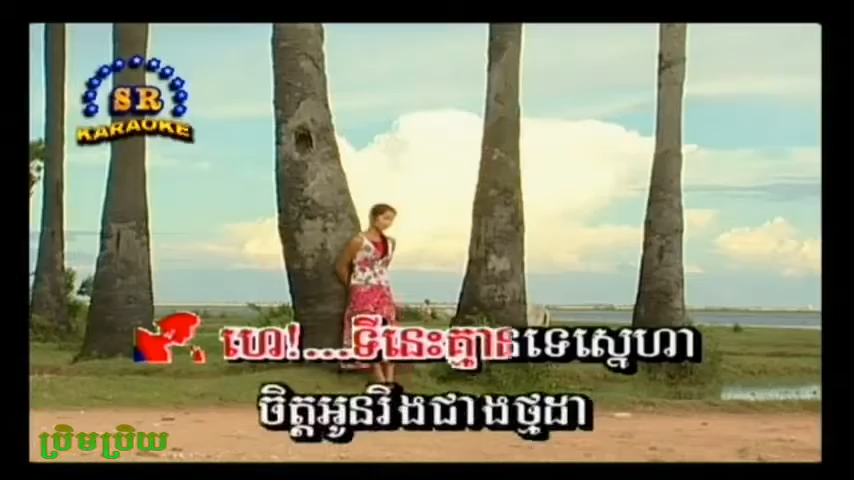 SR
KARAOKE
ហេ!....ទីនេះគ្មានទេស្នេហា
ចិត្តអូនរឹងជាងថ្មដា
ប្រិមប្រិយ